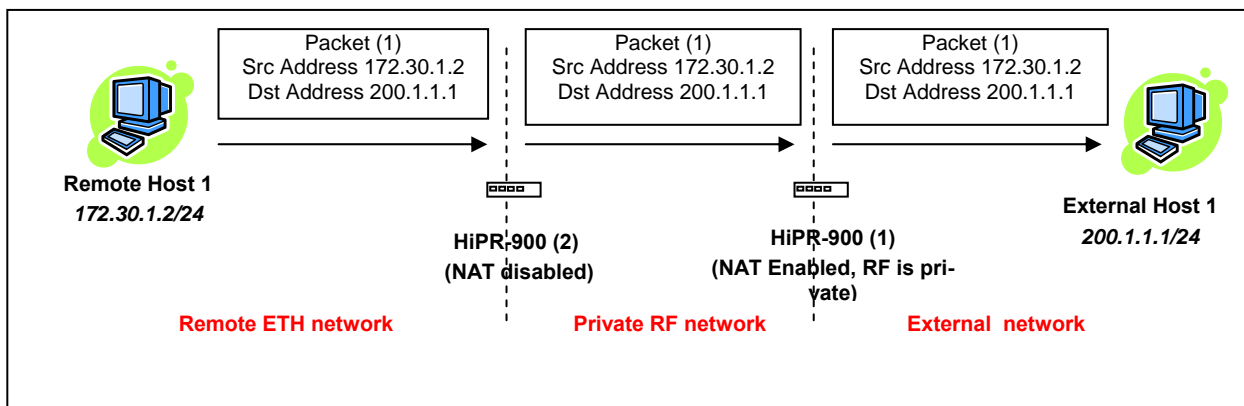 Packet (1)
Src Address 172.30.1.2
Dst Address 200.1.1.1
Packet (1)
Src Address 172.30.1.2
Dst Address 200.1.1.1
Packet (1)
Src Address 172.30.1.2
Dst Address 200.1.1.1
Remote Host 1
172.30.1.2/24
External Host 1
200.1.1.1/24
HiPR-900 (2)
(NAT disabled)
HiPR-900 (1)
(NAT Enabled, RF is pri-
vate)
Remote ETH network
Private RF network
External network